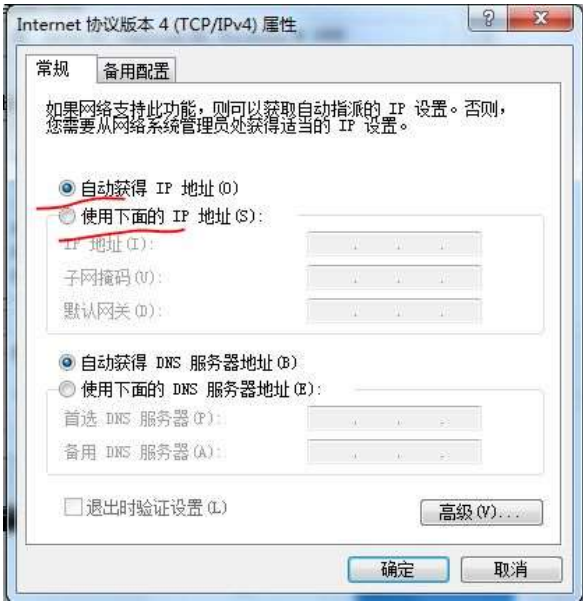 Internet 协议版本 4 (TCP/IPv4) 属性
常规 备用配置
如果网络支持此功能，则可以获取自动指派的 IP 设置。否则，
您需要从网络系统管理员处获得适当的 IP 设置。
自动获得 IP 地址(O)
使用下面的 IP 地址(S):
IP 地址(I):
子网掩码(U):
默认网关(D):
自动获得 DNS 服务器地址(B)
使用下面的 DNS 服务器地址(E):
首选 DNS 服务器(P):
备用 DNS 服务器(A):
退出时验证设置(L)
高级(V)...
确定 取消